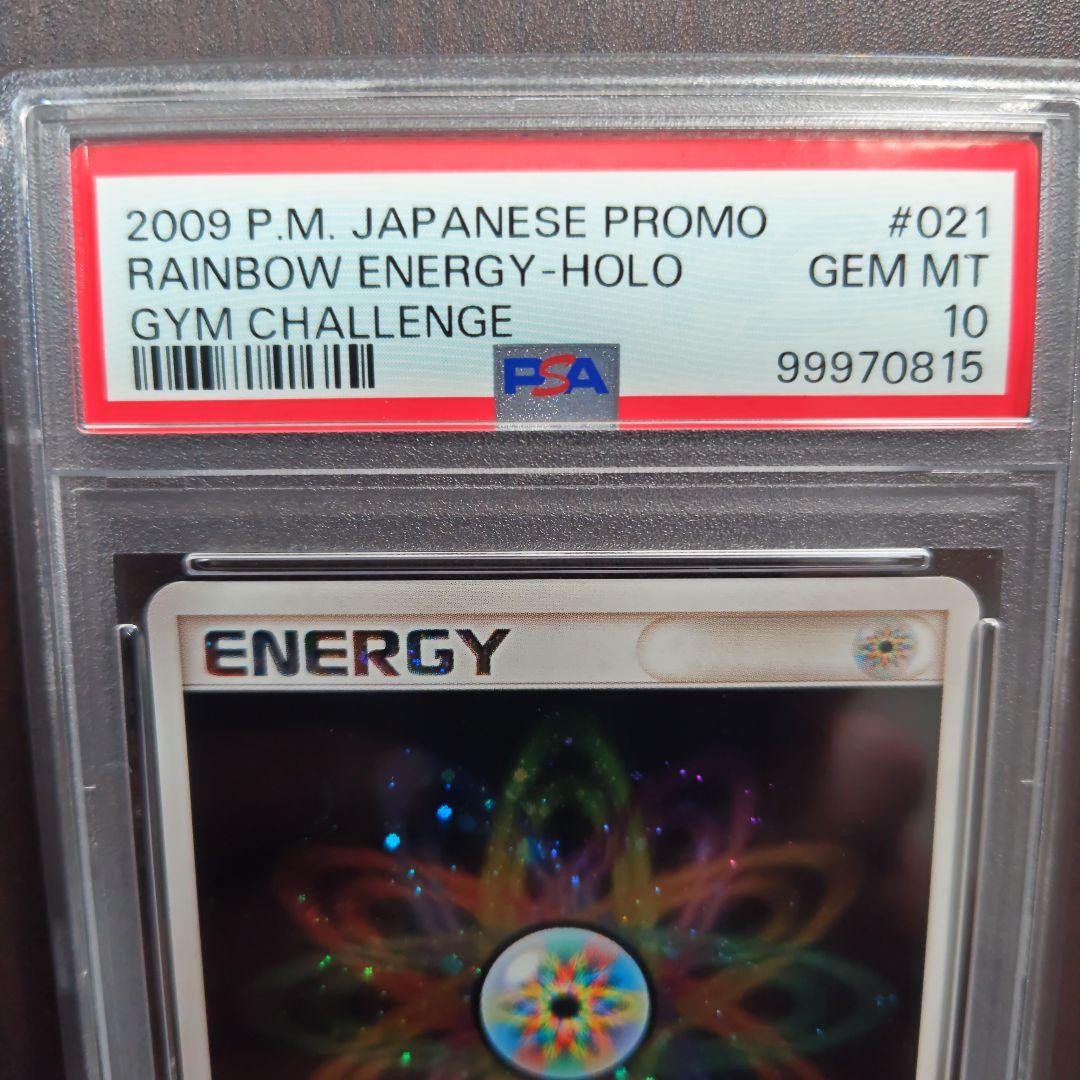 2009 P.M. JAPANESE PROMO #021
RAINBOW ENERGY-HOLO GEM MT
GYM CHALLENGE 10
PSA 99970815
ENERGY